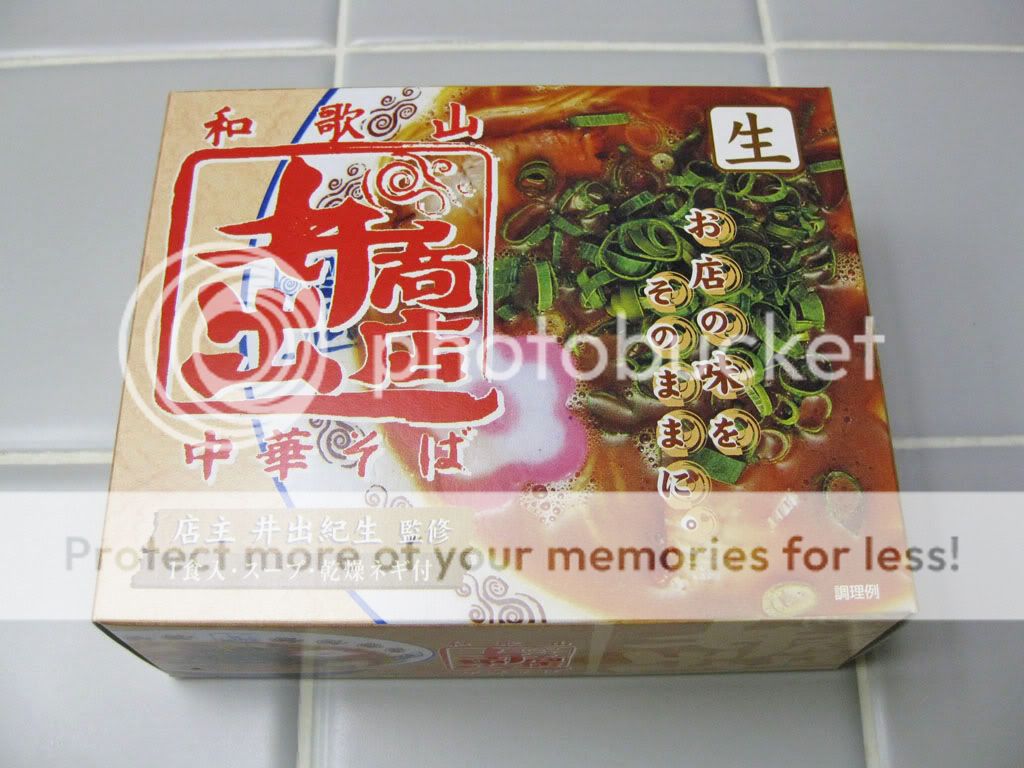 和歌山
井出商店
中華そば
生
お店の味を
そのままに。
店主 井出紀生 監修
1食入・スープ・乾燥ネギ付
調理例
photobucket
Protect more of your memories for less!